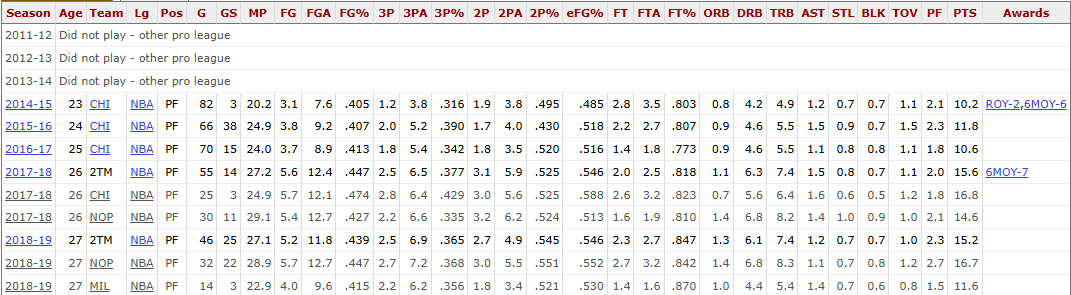 Season Age Team Lg Pos G GS MP FG FGA FG% 3P 3PA 3P% 2P 2PA 2P% eFG% FT FTA FT% ORB DRB TRB AST STL BLK TOV PF PTS Awards
2011-12 Did not play - other pro league
2012-13 Did not play - other pro league
2013-14 Did not play - other pro league
2014-15 23 CHI NBA PF 82 3 20.2 3.1 7.6 .405 1.2 3.8 .316 1.9 3.8 .495 .485 2.8 3.5 .803 0.8 4.2 4.9 1.2 0.7 0.7 1.1 2.1 10.2 ROY-2,6MOY-6
2015-16 24 CHI NBA PF 66 38 24.9 3.8 9.2 .407 2.0 5.2 .390 1.7 4.0 .430 .518 2.2 2.7 .807 0.9 4.6 5.5 1.5 0.9 0.7 1.5 2.3 11.8
2016-17 25 CHI NBA PF 70 15 24.0 3.7 8.9 .413 1.8 5.4 .342 1.8 3.5 .520 .516 1.4 1.8 .773 0.9 4.6 5.5 1.1 0.8 0.8 1.1 1.8 10.6
2017-18 26 2TM NBA PF 55 14 27.2 5.6 12.4 .447 2.5 6.5 .377 3.1 5.9 .525 .546 2.0 2.5 .818 1.1 6.3 7.4 1.5 0.8 0.7 1.1 2.0 15.6 6MOY-7
2017-18 26 CHI NBA PF 25 3 24.9 5.7 12.1 .474 2.8 6.4 .429 3.0 5.6 .525 .588 2.6 3.2 .823 0.7 5.6 6.4 1.6 0.6 0.5 1.2 1.8 16.8
2017-18 26 NOP NBA PF 30 11 29.1 5.4 12.7 .427 2.2 6.6 .335 3.2 6.2 .524 .513 1.6 1.9 .810 1.4 6.8 8.2 1.4 1.0 0.9 1.0 2.1 14.6
2018-19 27 2TM NBA PF 46 25 27.1 5.2 11.8 .439 2.5 6.9 .365 2.7 4.9 .545 .546 2.3 2.7 .847 1.3 6.1 7.4 1.2 0.7 0.7 1.0 2.3 15.2
2018-19 27 NOP NBA PF 32 22 28.9 5.7 12.7 .447 2.7 7.2 .368 3.0 5.5 .551 .552 2.7 3.2 .842 1.4 6.8 8.3 1.1 0.7 0.8 1.2 2.7 16.7
2018-19 27 MIL NBA PF 14 3 22.9 4.0 9.6 .415 2.2 6.2 .356 1.8 3.4 .521 .530 1.4 1.6 .870 1.0 4.4 5.4 1.4 0.7 0.6 0.8 1.5 11.6